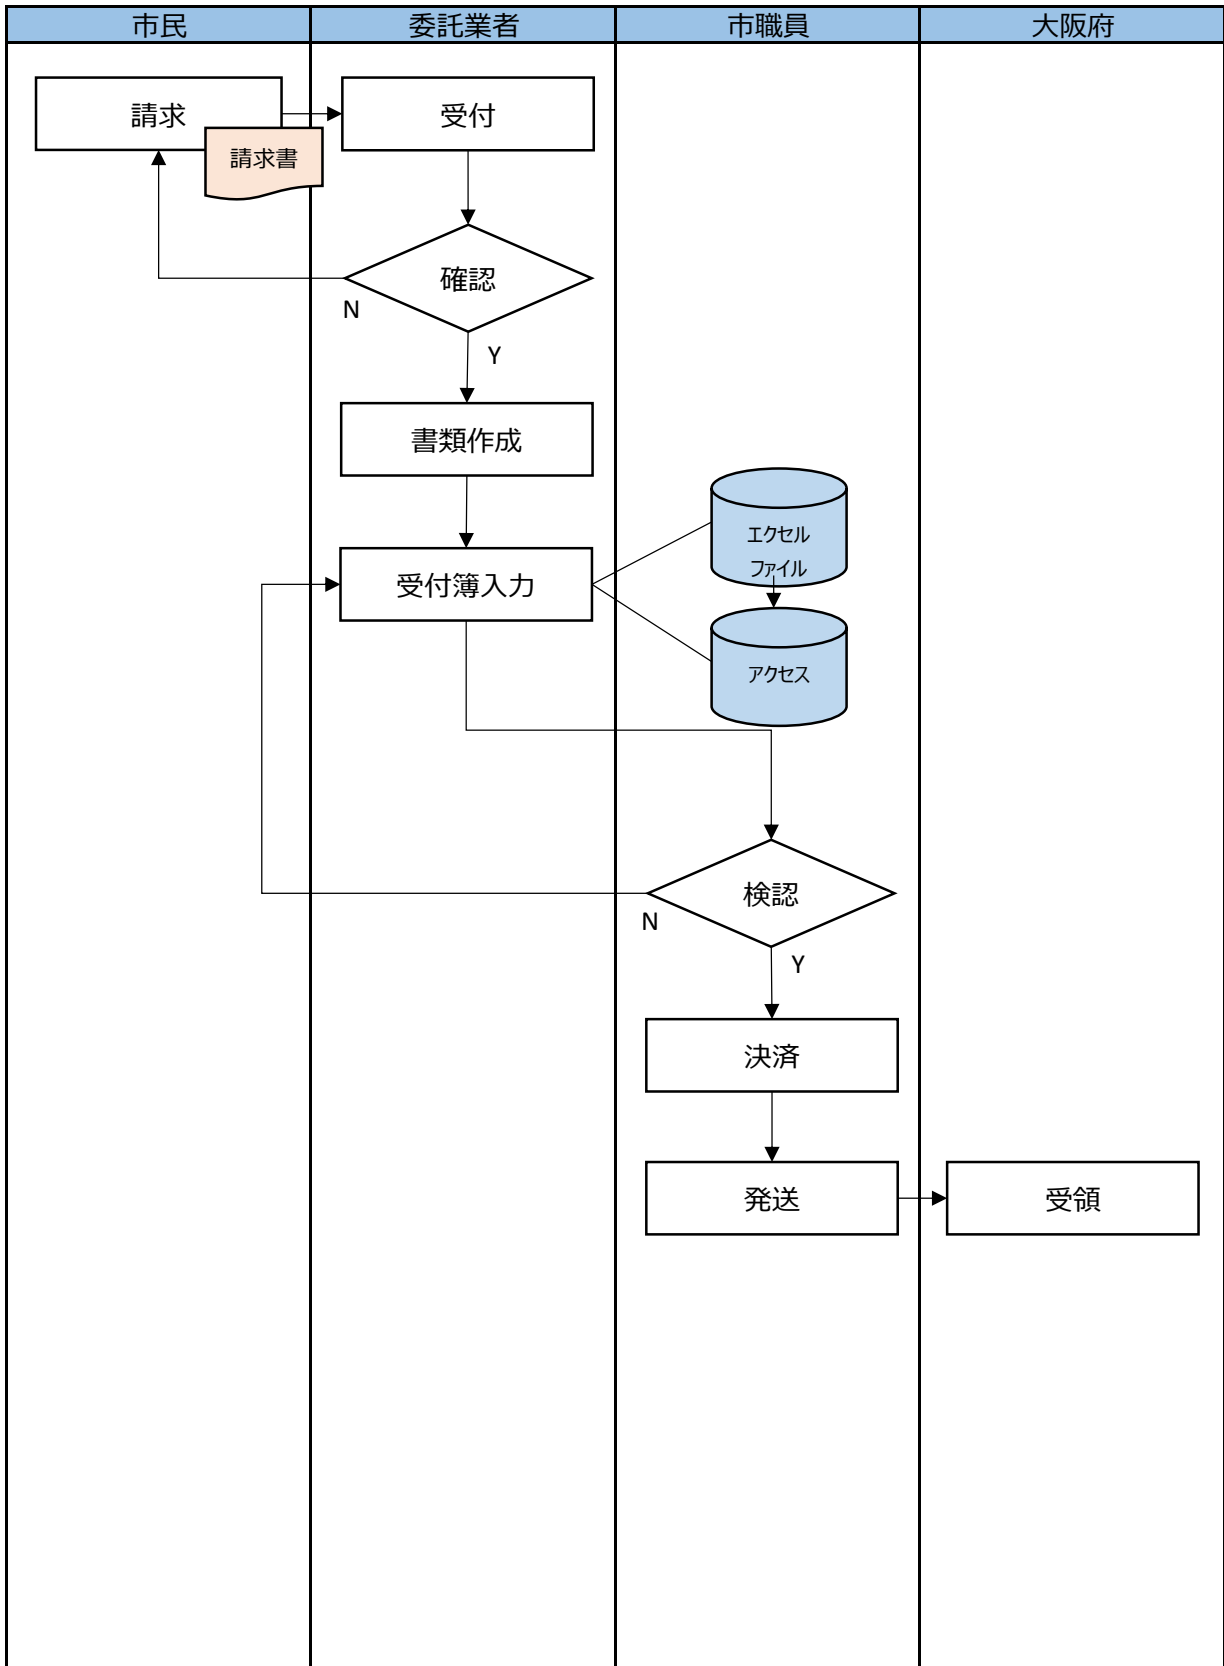 市民
委託業者
市職員
大阪府
請求
受付
請求書
確認
N
Y
書類作成
エクセル
ファイル
受付簿入力
アクセス
検認
N
Y
決済
発送
受領